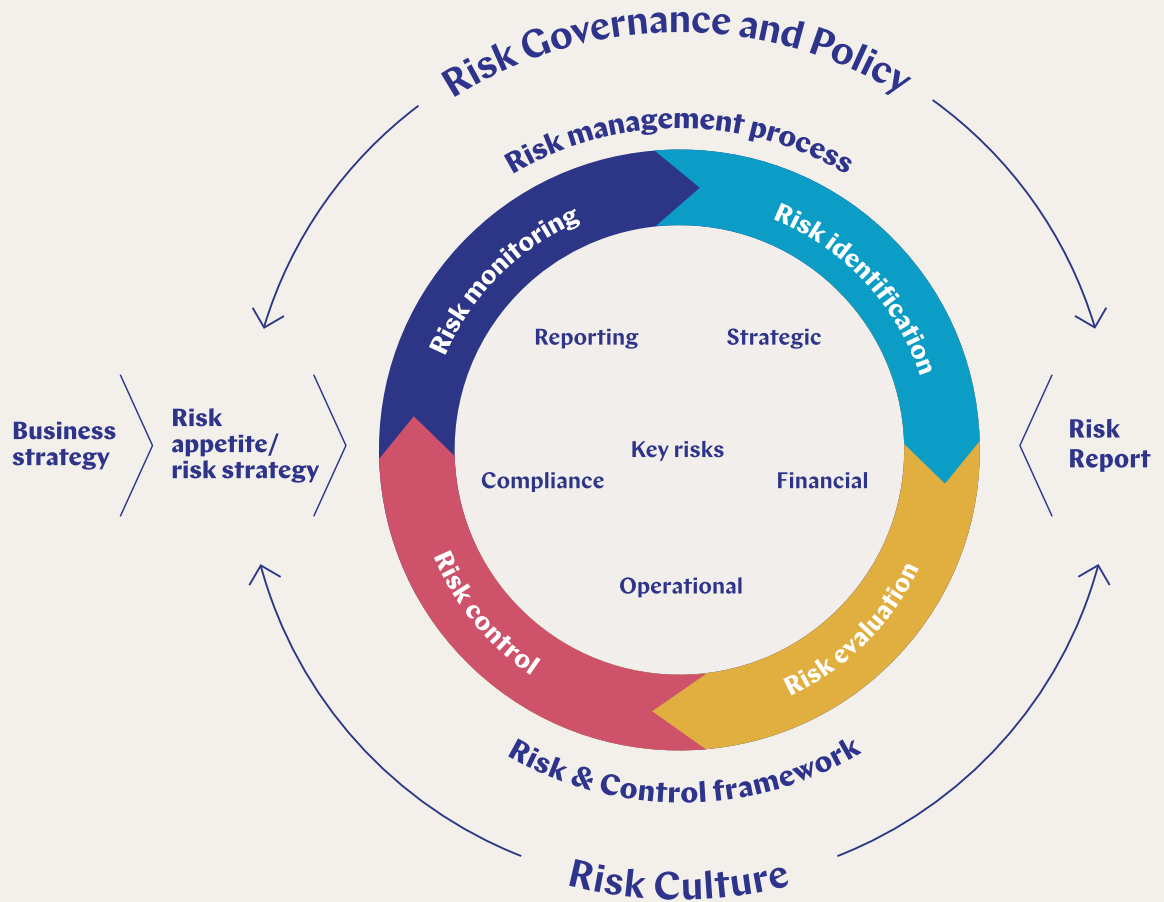 Risk Governance and Policy
Risk management process
Risk monitoring
Risk identification
Reporting
Strategic
Business
strategy
Risk
appetite/
risk strategy
Key risks
Compliance
Financial
Risk
Report
Operational
Risk control
Risk evaluation
Risk & Control framework
Risk Culture